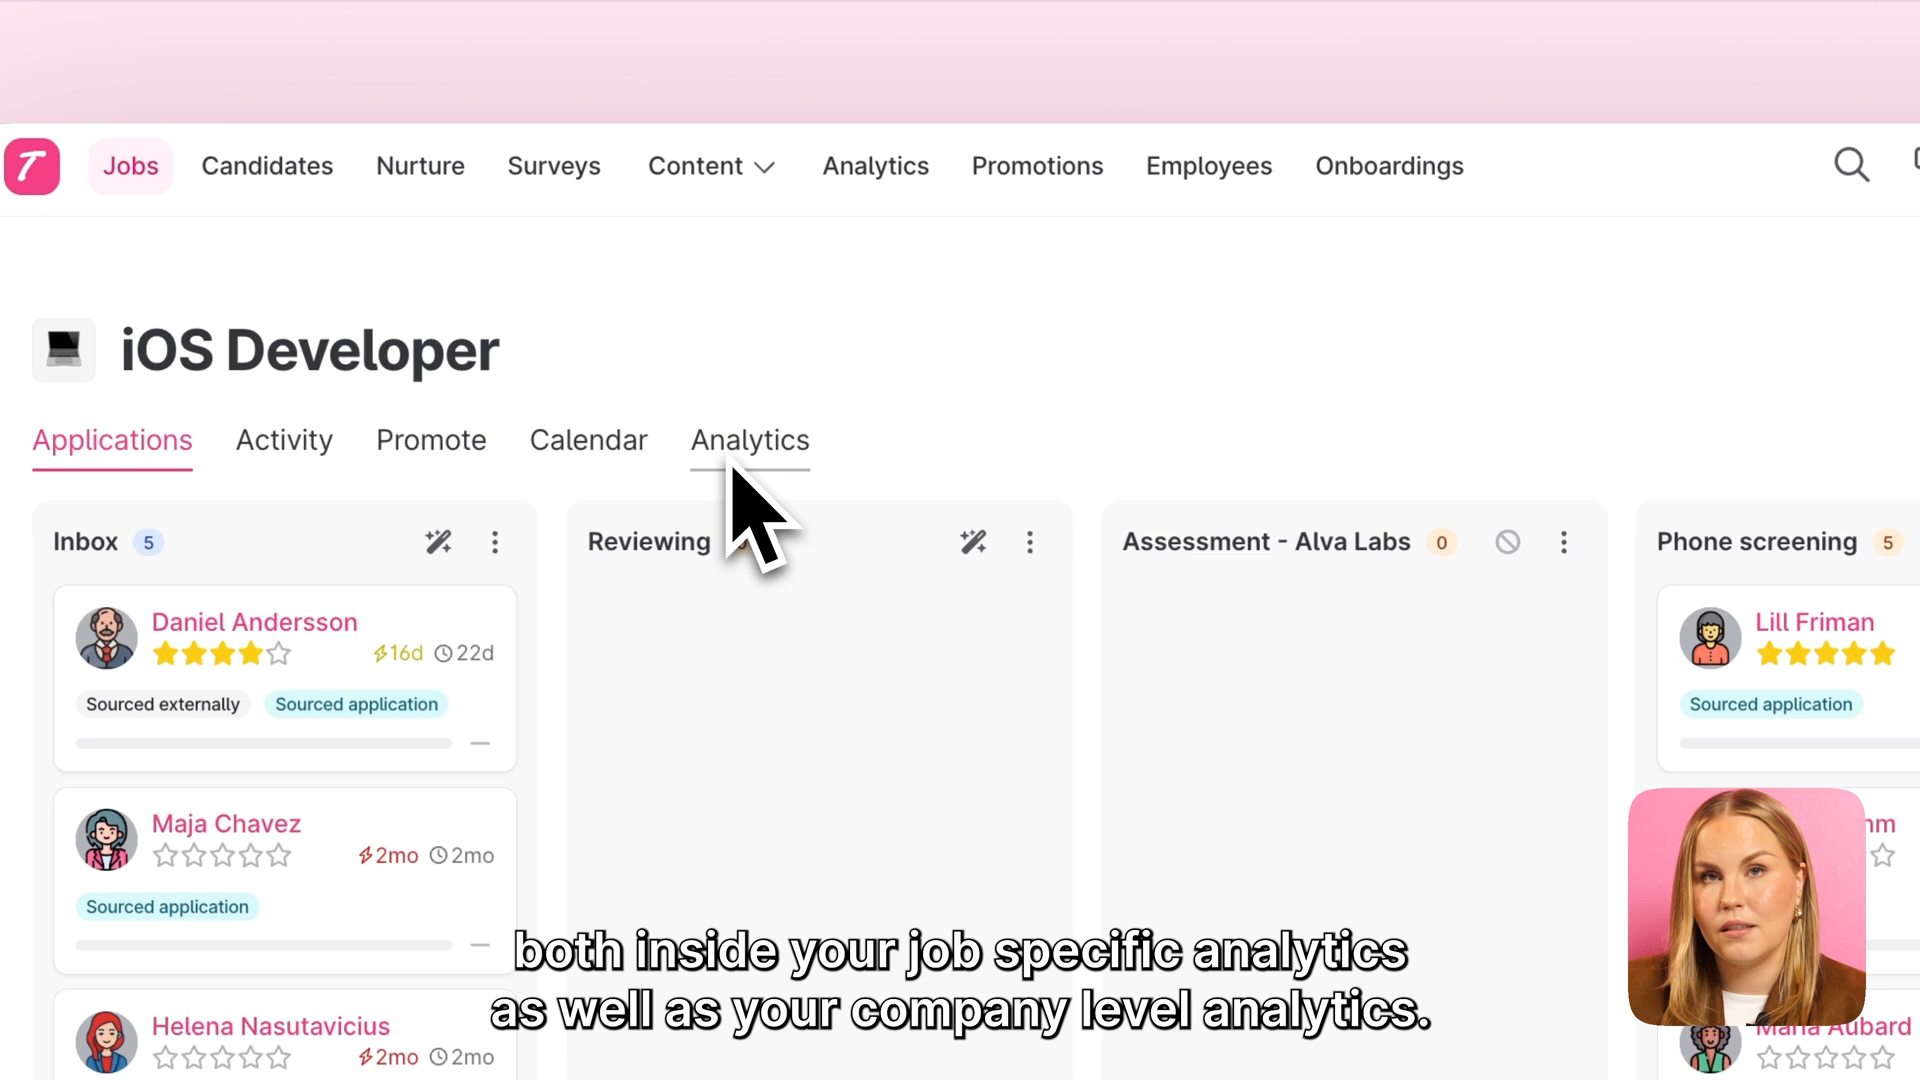 T
Jobs
Candidates
Nurture
Surveys
Content
Analytics
Promotions
Employees
Onboardings
iOS Developer
Applications
Activity
Promote
Calendar
Analytics
Inbox 5
Reviewing
Assessment - Alva Labs 0
Phone screening 5
Daniel Andersson
16d 22d
Sourced externally
Sourced application
Maja Chavez
2mo 2mo
Sourced application
Helena Nasutavicius
2mo 2mo
Lill Friman
Sourced application
Maria Aubard
both inside your job specific analytics
as well as your company level analytics.